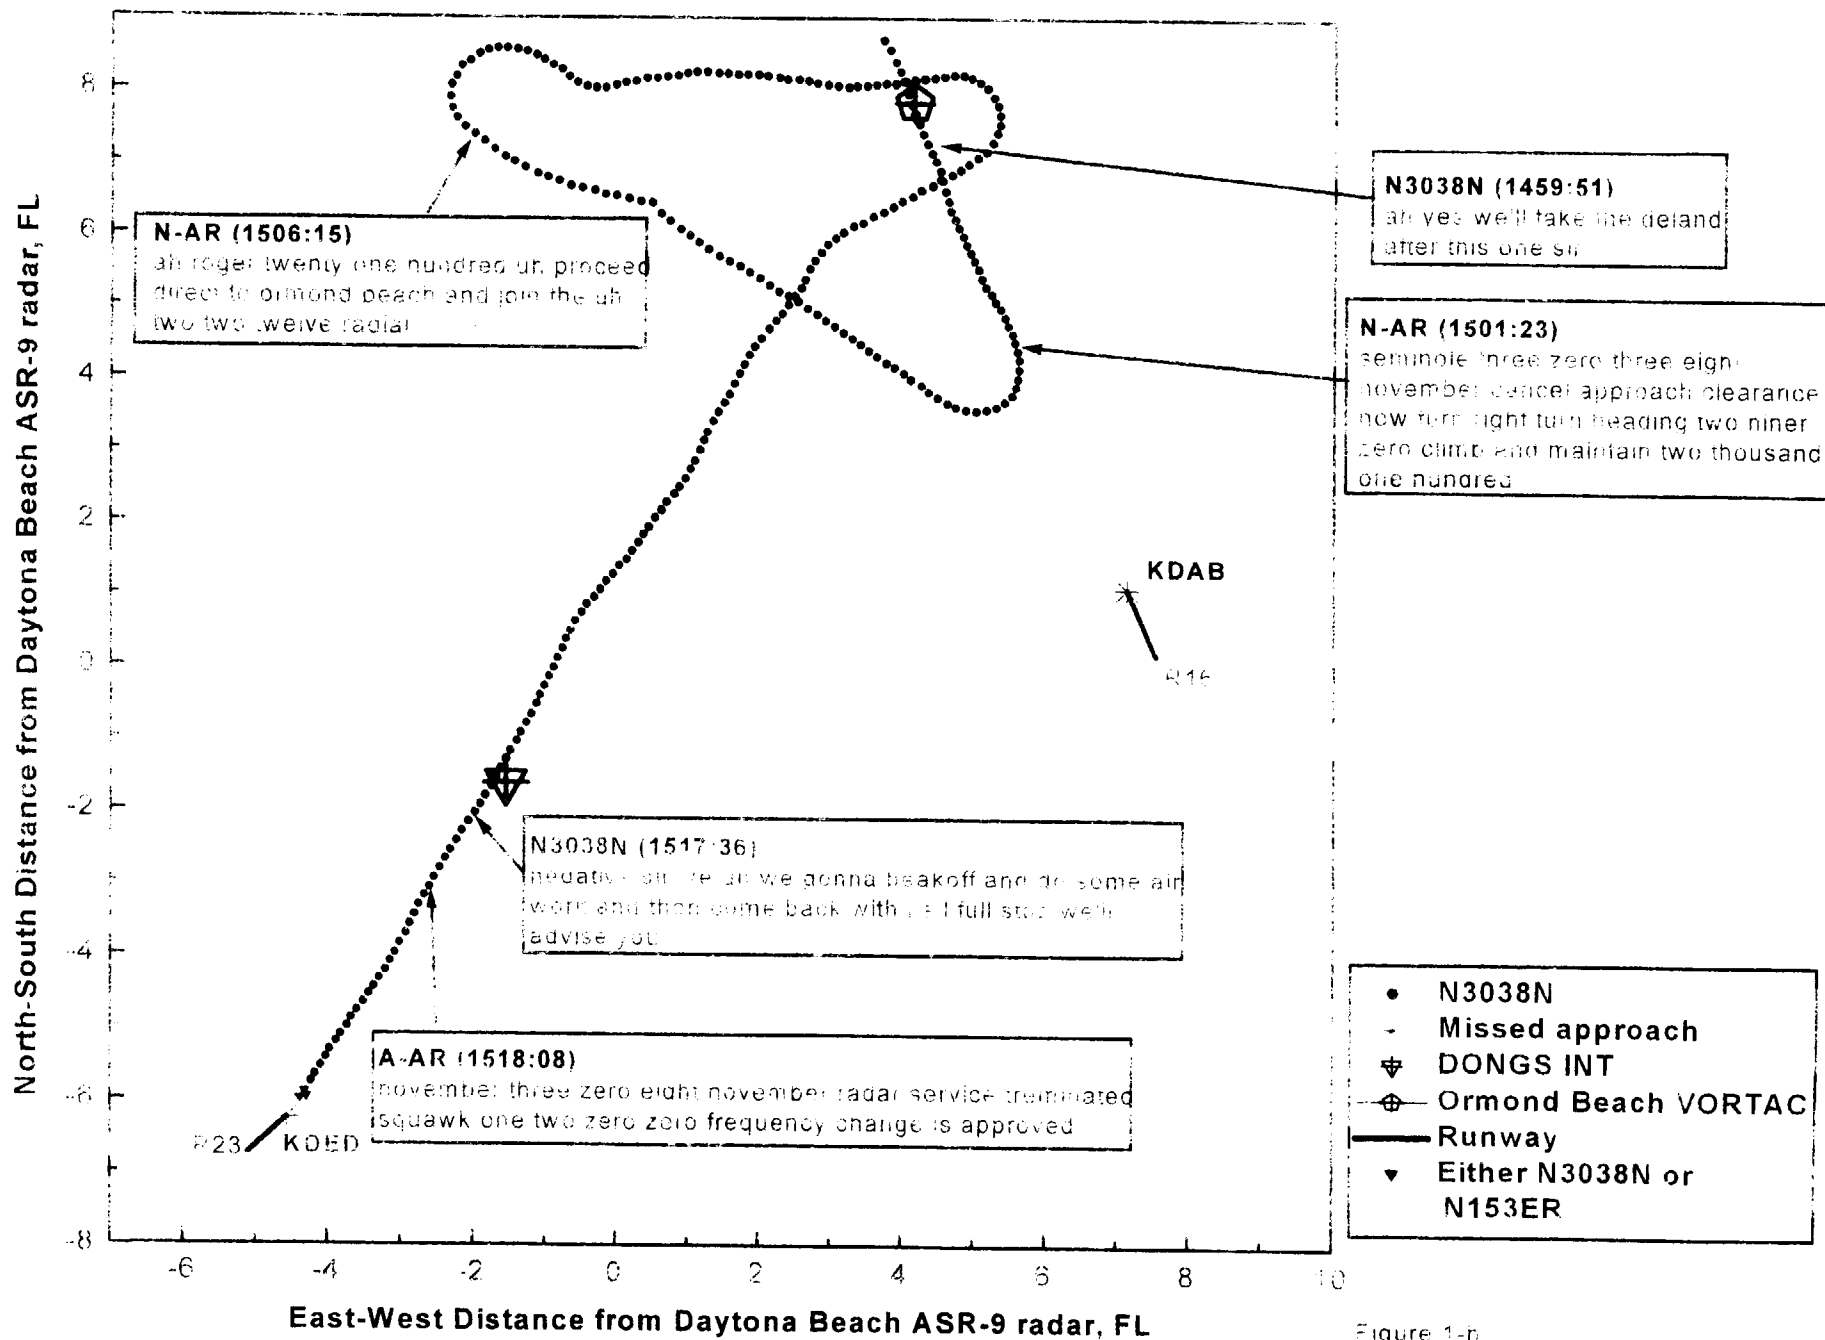 North-South Distance from Daytona Beach ASR-9 radar, FL
8
6
4
2
0
-2
-4
-6
-8
-6
-4
-2
0
2
4
6
8
10
East-West Distance from Daytona Beach ASR-9 radar, FL
N-AR (1506:15)
ah roger twenty one hundred uh proceed
direct to ormond beach and join the uh
two two twelve radial
N3038N (1459:51)
ah yes we'll take the deland
after this one sir
N-AR (1501:23)
seminole three zero three eight
november cancel approach clearance
now turn right turn heading two niner
zero climb and maintain two thousand
one hundred
KDAB
R16
N3038N (1517:36)
negative sir we uh we gonna beakoff and do some air
work and then come back with full stop we'll
advise you
A-AR (1518:08)
november three zero eight november radar service treminated
squawk one two zero zero frequency change is approved
R23
KDED
N3038N
Missed approach
DONGS INT
Ormond Beach VORTAC
Runway
Either N3038N or
N153ER
Figure 1-